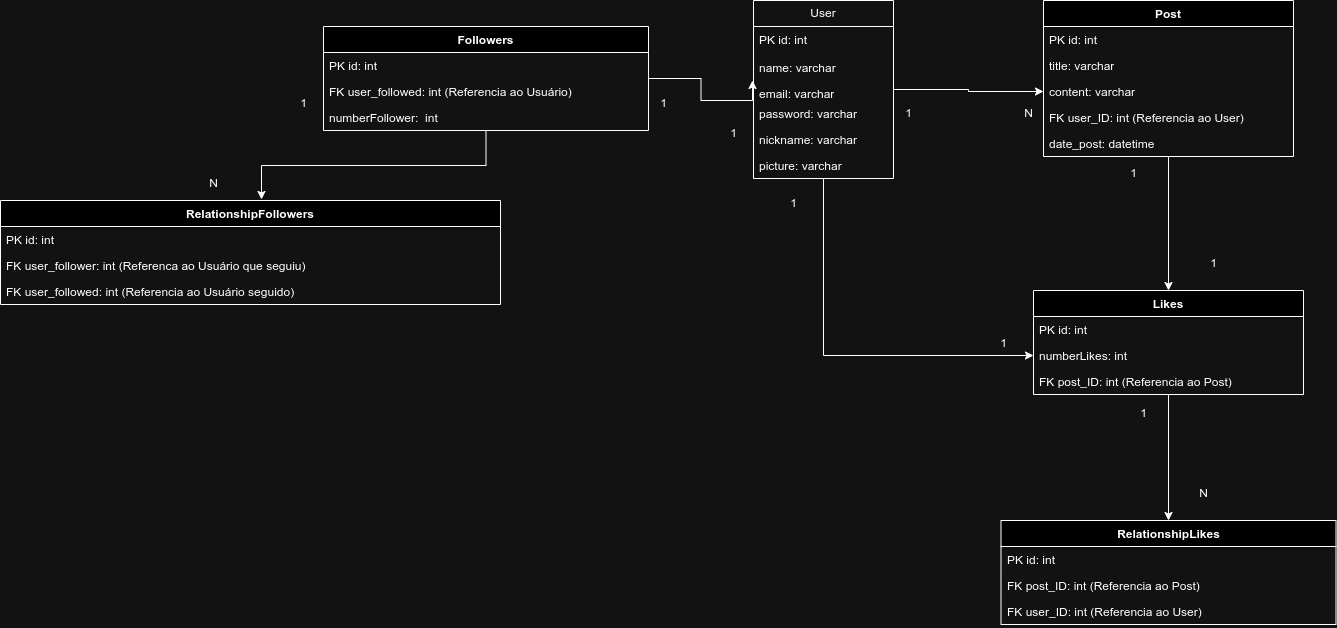 Followers
PK id: int
FK user_followed: int (Referencia ao Usuário)
numberFollower:  int
1
1
1
N
RelationshipFollowers
PK id: int
FK user_follower: int (Referenca ao Usuário que seguiu)
FK user_followed: int (Referencia ao Usuário seguido)
User
PK id: int
name: varchar
email: varchar
password: varchar
nickname: varchar
picture: varchar
1
N
1
1
Post
PK id: int
title: varchar
content: varchar
FK user_ID: int (Referencia ao User)
date_post: datetime
1
1
Likes
PK id: int
numberLikes: int
FK post_ID: int (Referencia ao Post)
1
N
RelationshipLikes
PK id: int
FK post_ID: int (Referencia ao Post)
FK user_ID: int (Referencia ao User)